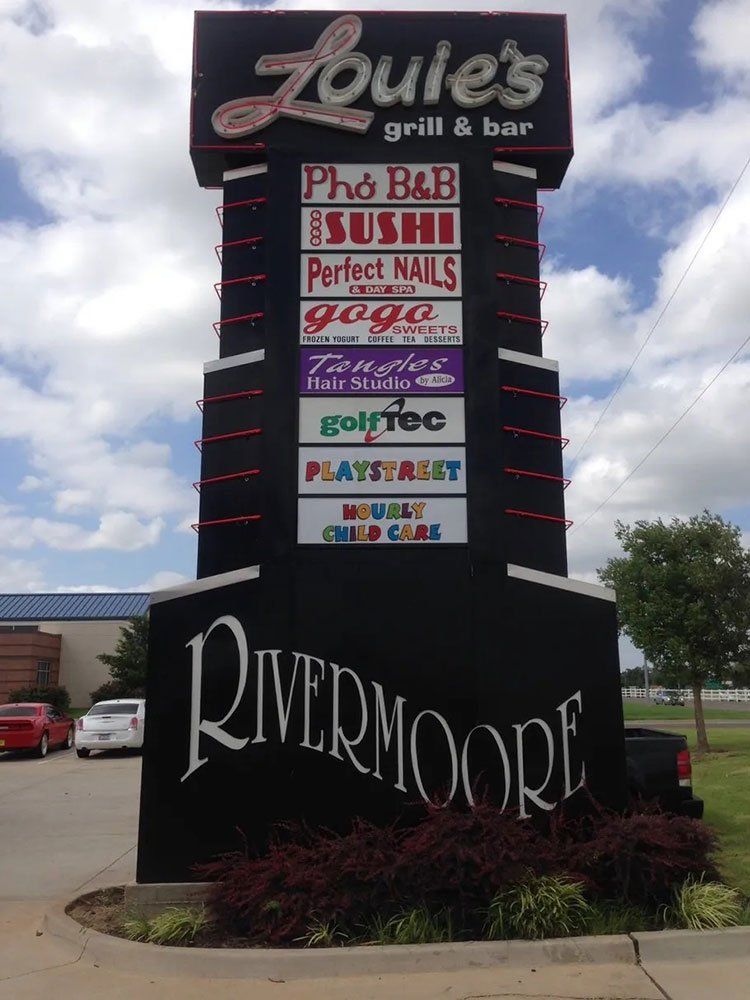 Louie's
grill & bar
Phở B&B
GOGO SUSHI
Perfect NAILS
& DAY SPA
gogo
SWEETS
FROZEN YOGURT COFFEE TEA DESSERTS
Tangles
Hair Studio by Alicia
golfTEC
PLAYSTREET
HOURLY
CHILD CARE
RIVERMOORE